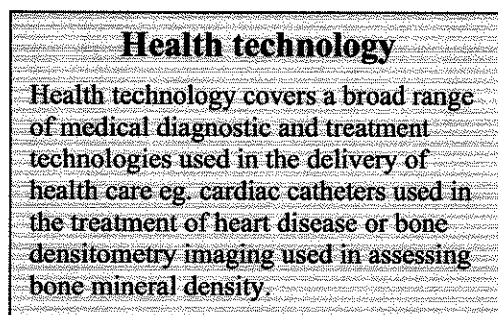 Health technology
Health technology covers a broad range
of medical diagnostic and treatment
technologies used in the delivery of
health care eg. cardiac catheters used in
the treatment of heart disease or bone
densitometry imaging used in assessing
bone mineral density.